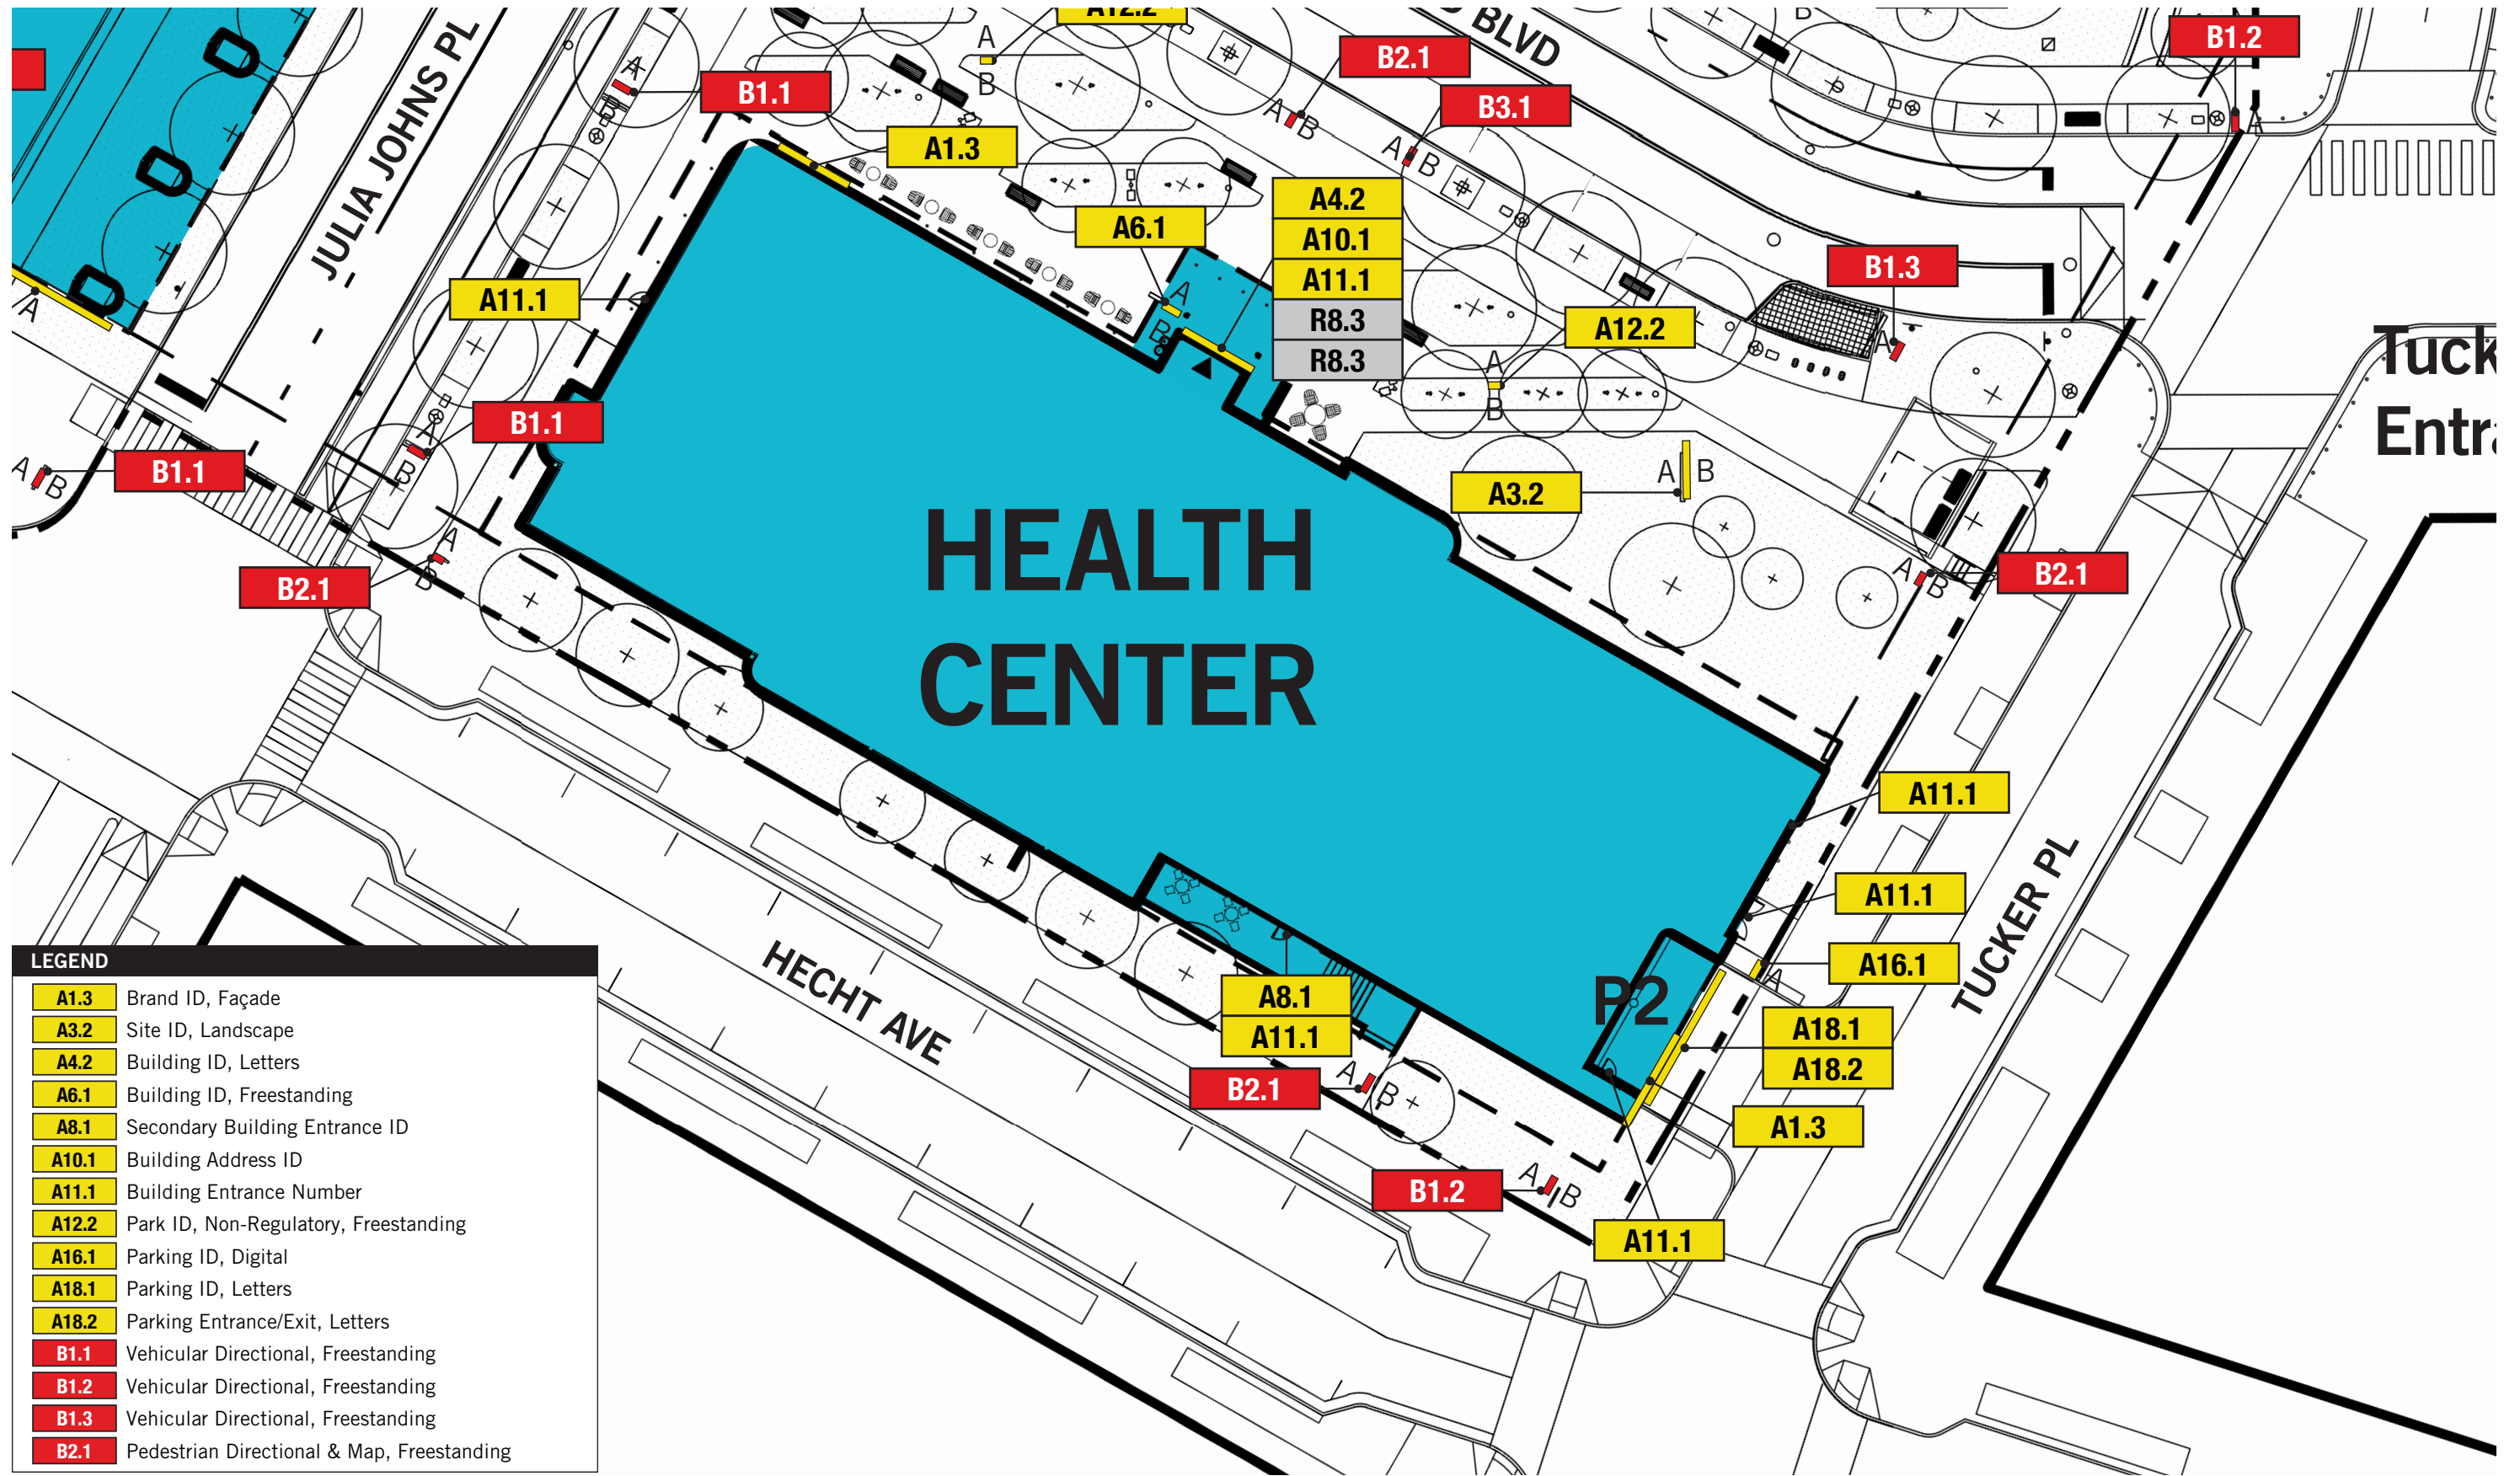 A12.2
BLVD
B
B1.2
A
B2.1
A
B
JULIA JOHNS PL
A
B
B1.1
B3.1
A1.3
A B
A B
A
A4.2
A10.1
A11.1
R8.3
R8.3
A6.1
A
B
B1.3
A
A11.1
A
A12.2
A
B
Tuck
Entr
B1.1
A
B
B1.1
A B
A3.2
A B
HEALTH
CENTER
B2.1
A
B
B2.1
A B
A11.1
A11.1
TUCKER PL
A16.1
A
HECHT AVE
A8.1
A11.1
P2
A18.1
A18.2
B2.1
A B
A1.3
B1.2
A B
A11.1
LEGEND
A1.3 Brand ID, Façade
A3.2 Site ID, Landscape
A4.2 Building ID, Letters
A6.1 Building ID, Freestanding
A8.1 Secondary Building Entrance ID
A10.1 Building Address ID
A11.1 Building Entrance Number
A12.2 Park ID, Non-Regulatory, Freestanding
A16.1 Parking ID, Digital
A18.1 Parking ID, Letters
A18.2 Parking Entrance/Exit, Letters
B1.1 Vehicular Directional, Freestanding
B1.2 Vehicular Directional, Freestanding
B1.3 Vehicular Directional, Freestanding
B2.1 Pedestrian Directional & Map, Freestanding